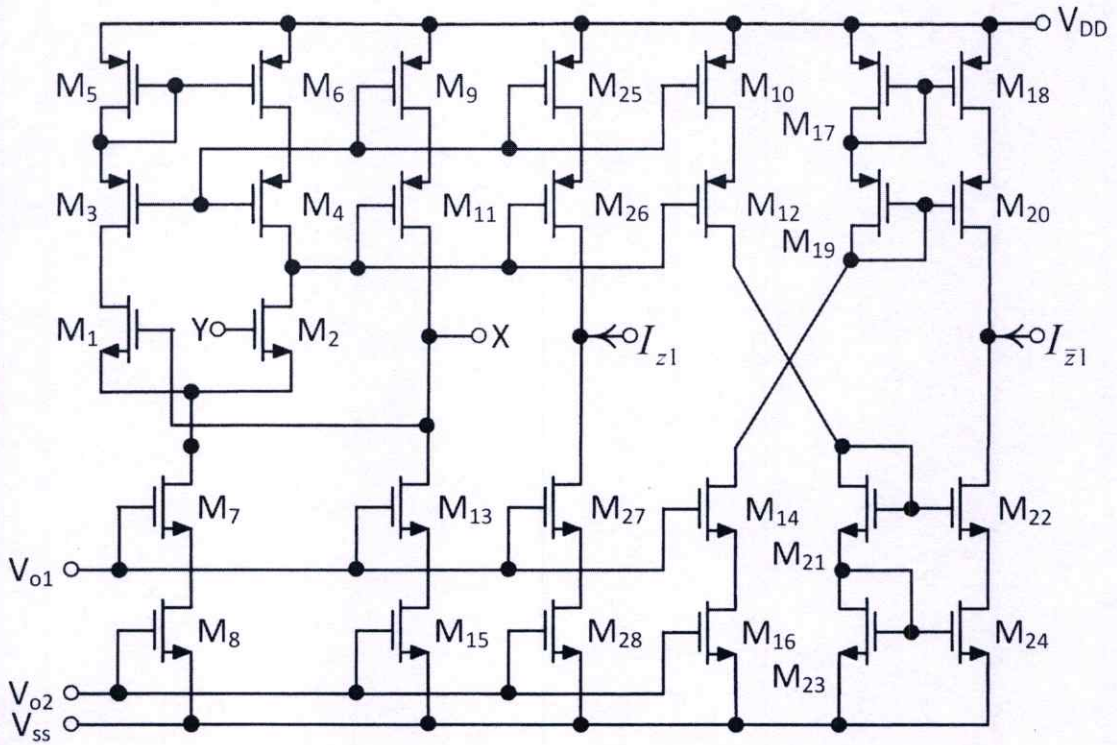 V_DD
M_5 M_6 M_9 M_25 M_10 M_18
M_17
M_3 M_4 M_11 M_26 M_12 M_20
M_19
M_1 Y M_2 X I_z1 I_z̄1
M_7 M_13 M_27 M_14 M_22
M_21
V_o1
M_8 M_15 M_28 M_16 M_24
M_23
V_o2
V_ss